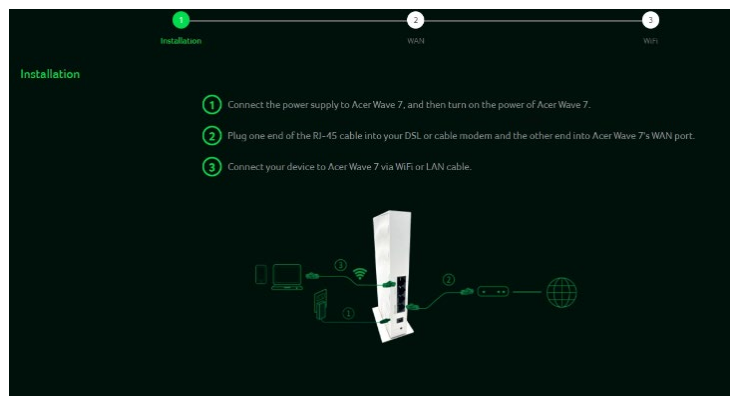 1
2
3
Installation
WAN
WiFi
Installation
1 Connect the power supply to Acer Wave 7, and then turn on the power of Acer Wave 7.
2 Plug one end of the RJ-45 cable into your DSL or cable modem and the other end into Acer Wave 7's WAN port.
3 Connect your device to Acer Wave 7 via WiFi or LAN cable.
3
2
1